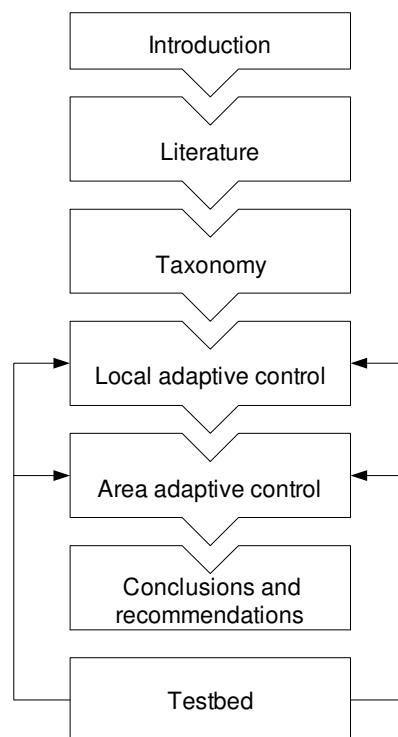 Introduction
Literature
Taxonomy
Local adaptive control
Area adaptive control
Conclusions and
recommendations
Testbed